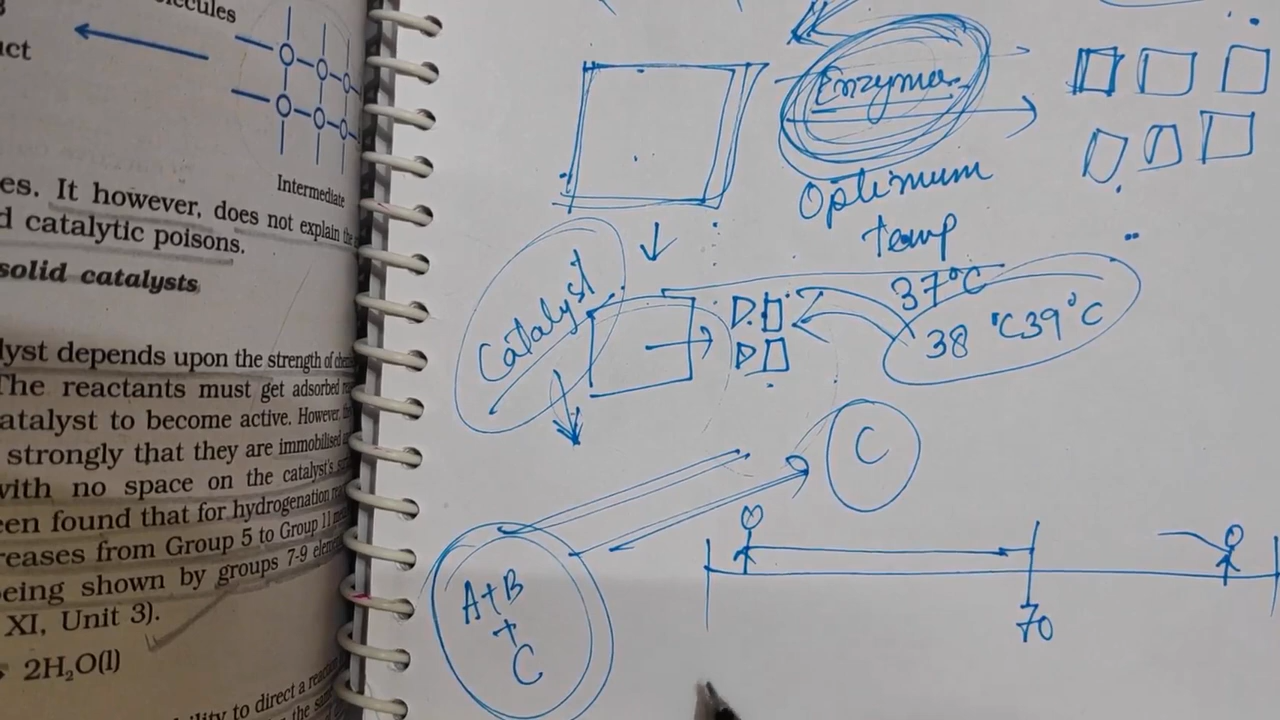 Intermediate
es. It however, does not explain the
d catalytic poisons.
solid catalysts
lyst depends upon the strength of
The reactants must get adsorbed
atalyst to become active. However,
strongly that they are immobilised
with no space on the catalyst's
een found that for hydrogenation
reases from Group 5 to Group 11
eing shown by groups 7-9
XI, Unit 3).
2H₂O(l)
to direct a
the
Enzyme
Optimum
temp
37°C
38 °C 39°C
Catalyst
C
A+B
+
C
70